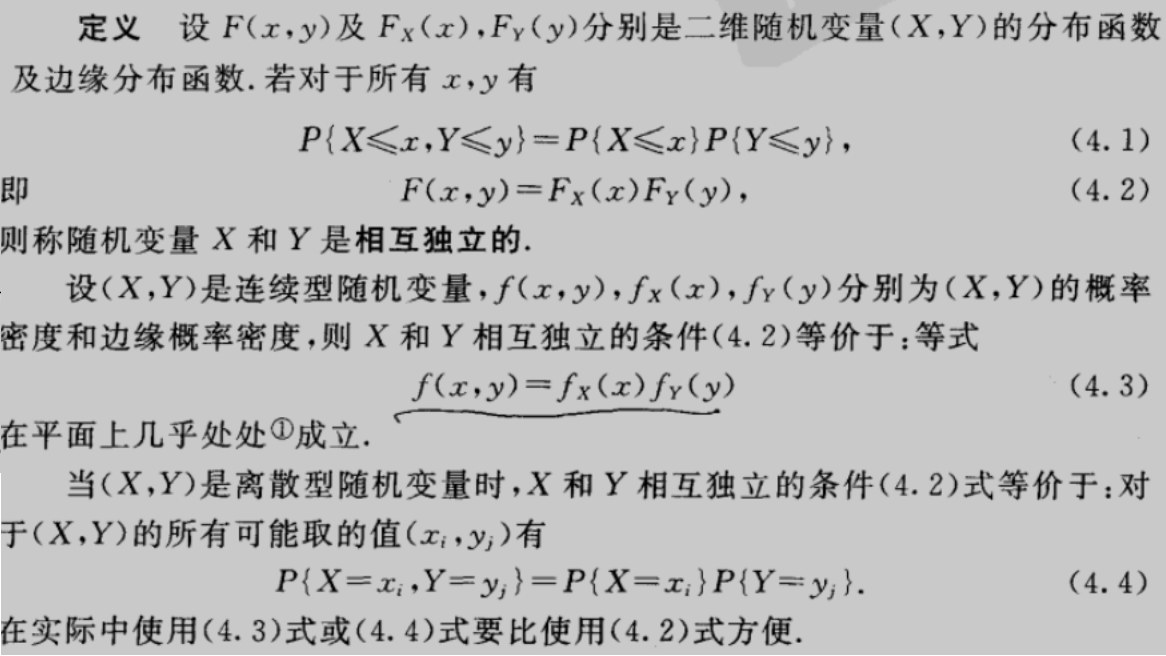 定义 设 F(x,y)及 F_X(x),F_Y(y)分别是二维随机变量(X,Y)的分布函数
及边缘分布函数.若对于所有 x,y 有
P{X≤x,Y≤y}=P{X≤x}P{Y≤y}, (4.1)
即 F(x,y)=F_X(x)F_Y(y), (4.2)
则称随机变量 X 和 Y 是相互独立的.
设(X,Y)是连续型随机变量,f(x,y),f_X(x),f_Y(y)分别为(X,Y)的概率
密度和边缘概率密度,则 X 和 Y 相互独立的条件(4.2)等价于:等式
f(x,y)=f_X(x)f_Y(y) (4.3)
在平面上几乎处处①成立.
当(X,Y)是离散型随机变量时,X 和 Y 相互独立的条件(4.2)式等价于:对
于(X,Y)的所有可能取的值(x_i,y_j)有
P{X=x_i,Y=y_j}=P{X=x_i}P{Y=y_j}. (4.4)
在实际中使用(4.3)式或(4.4)式要比使用(4.2)式方便.